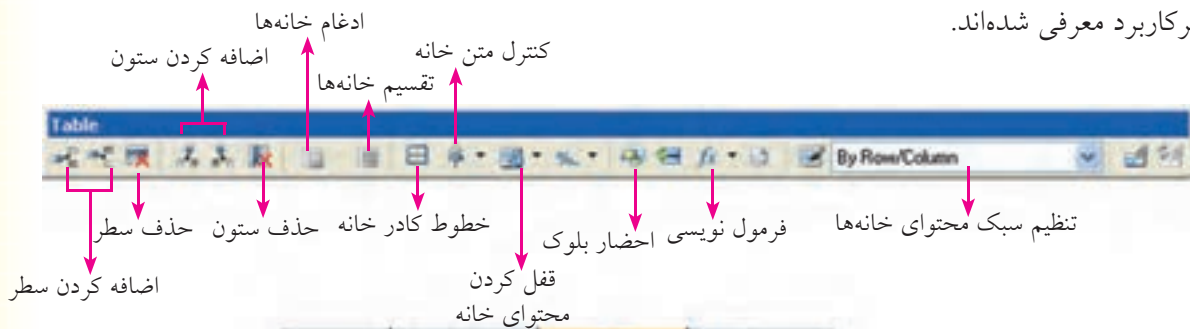 رکاربرد معرفی شده‌اند.
ادغام خانه‌ها
کنترل متن خانه
اضافه کردن ستون
تقسیم خانه‌ها
Table
By Row/Column
تنظیم سبک محتوای خانه‌ها
فرمول نویسی
احضار بلوک
خطوط کادر خانه
حذف ستون
حذف سطر
قفل کردن
محتوای خانه
اضافه کردن سطر